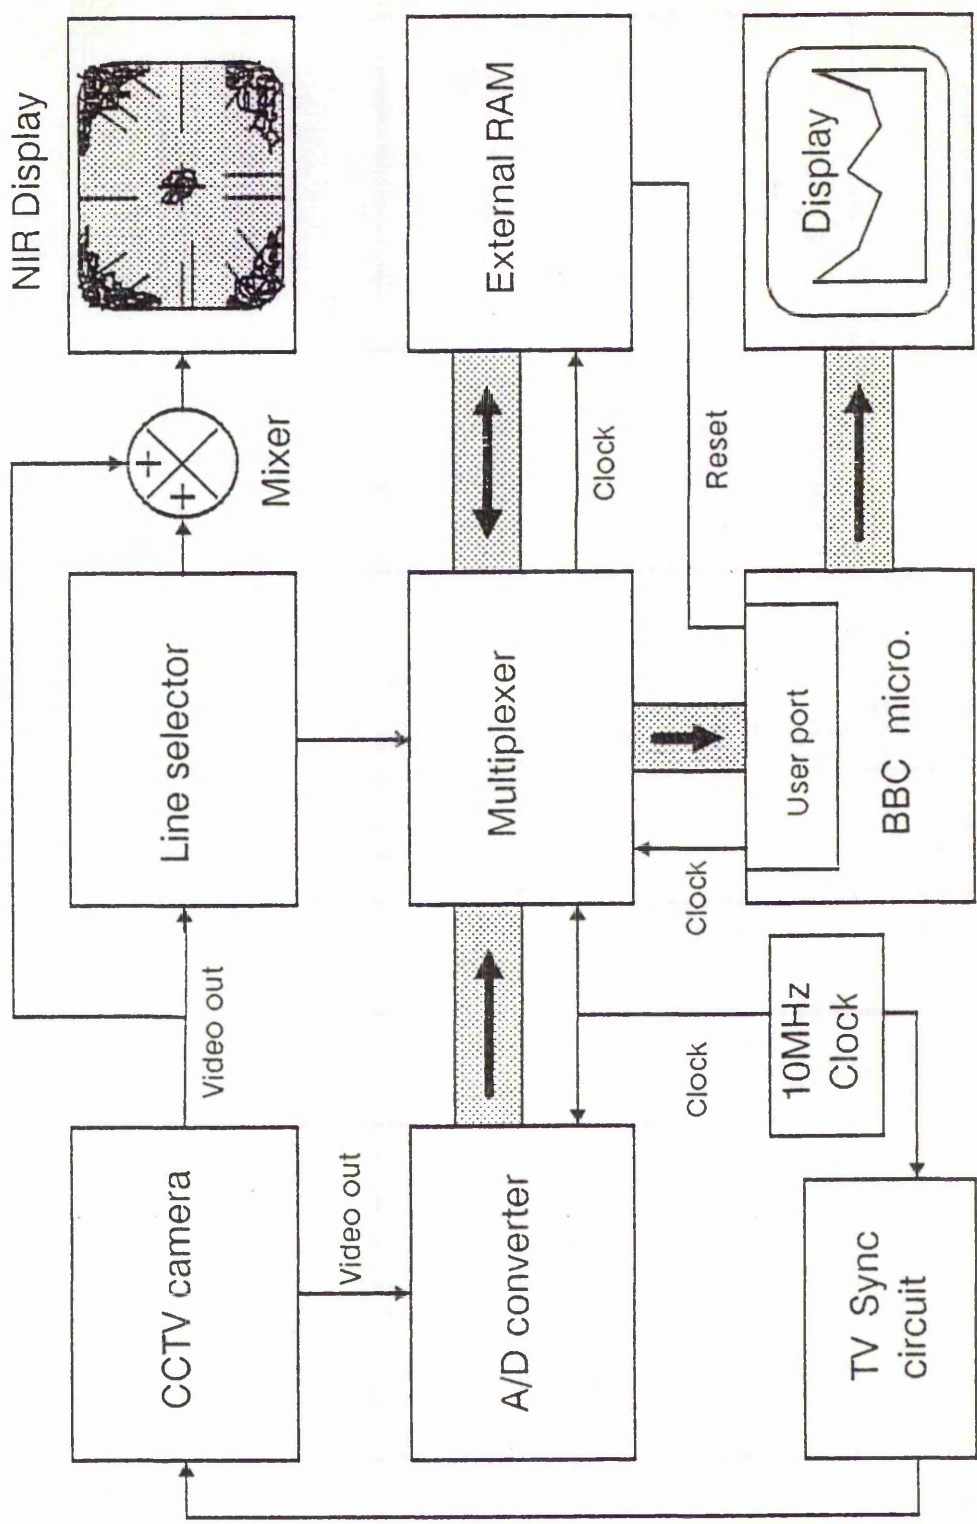 NIR Display
CCTV camera
Video out
Line selector
Mixer
Video out
A/D converter
Multiplexer
External RAM
Clock
Clock
Clock
Reset
10MHz
Clock
TV Sync
circuit
User port
BBC micro.
Display